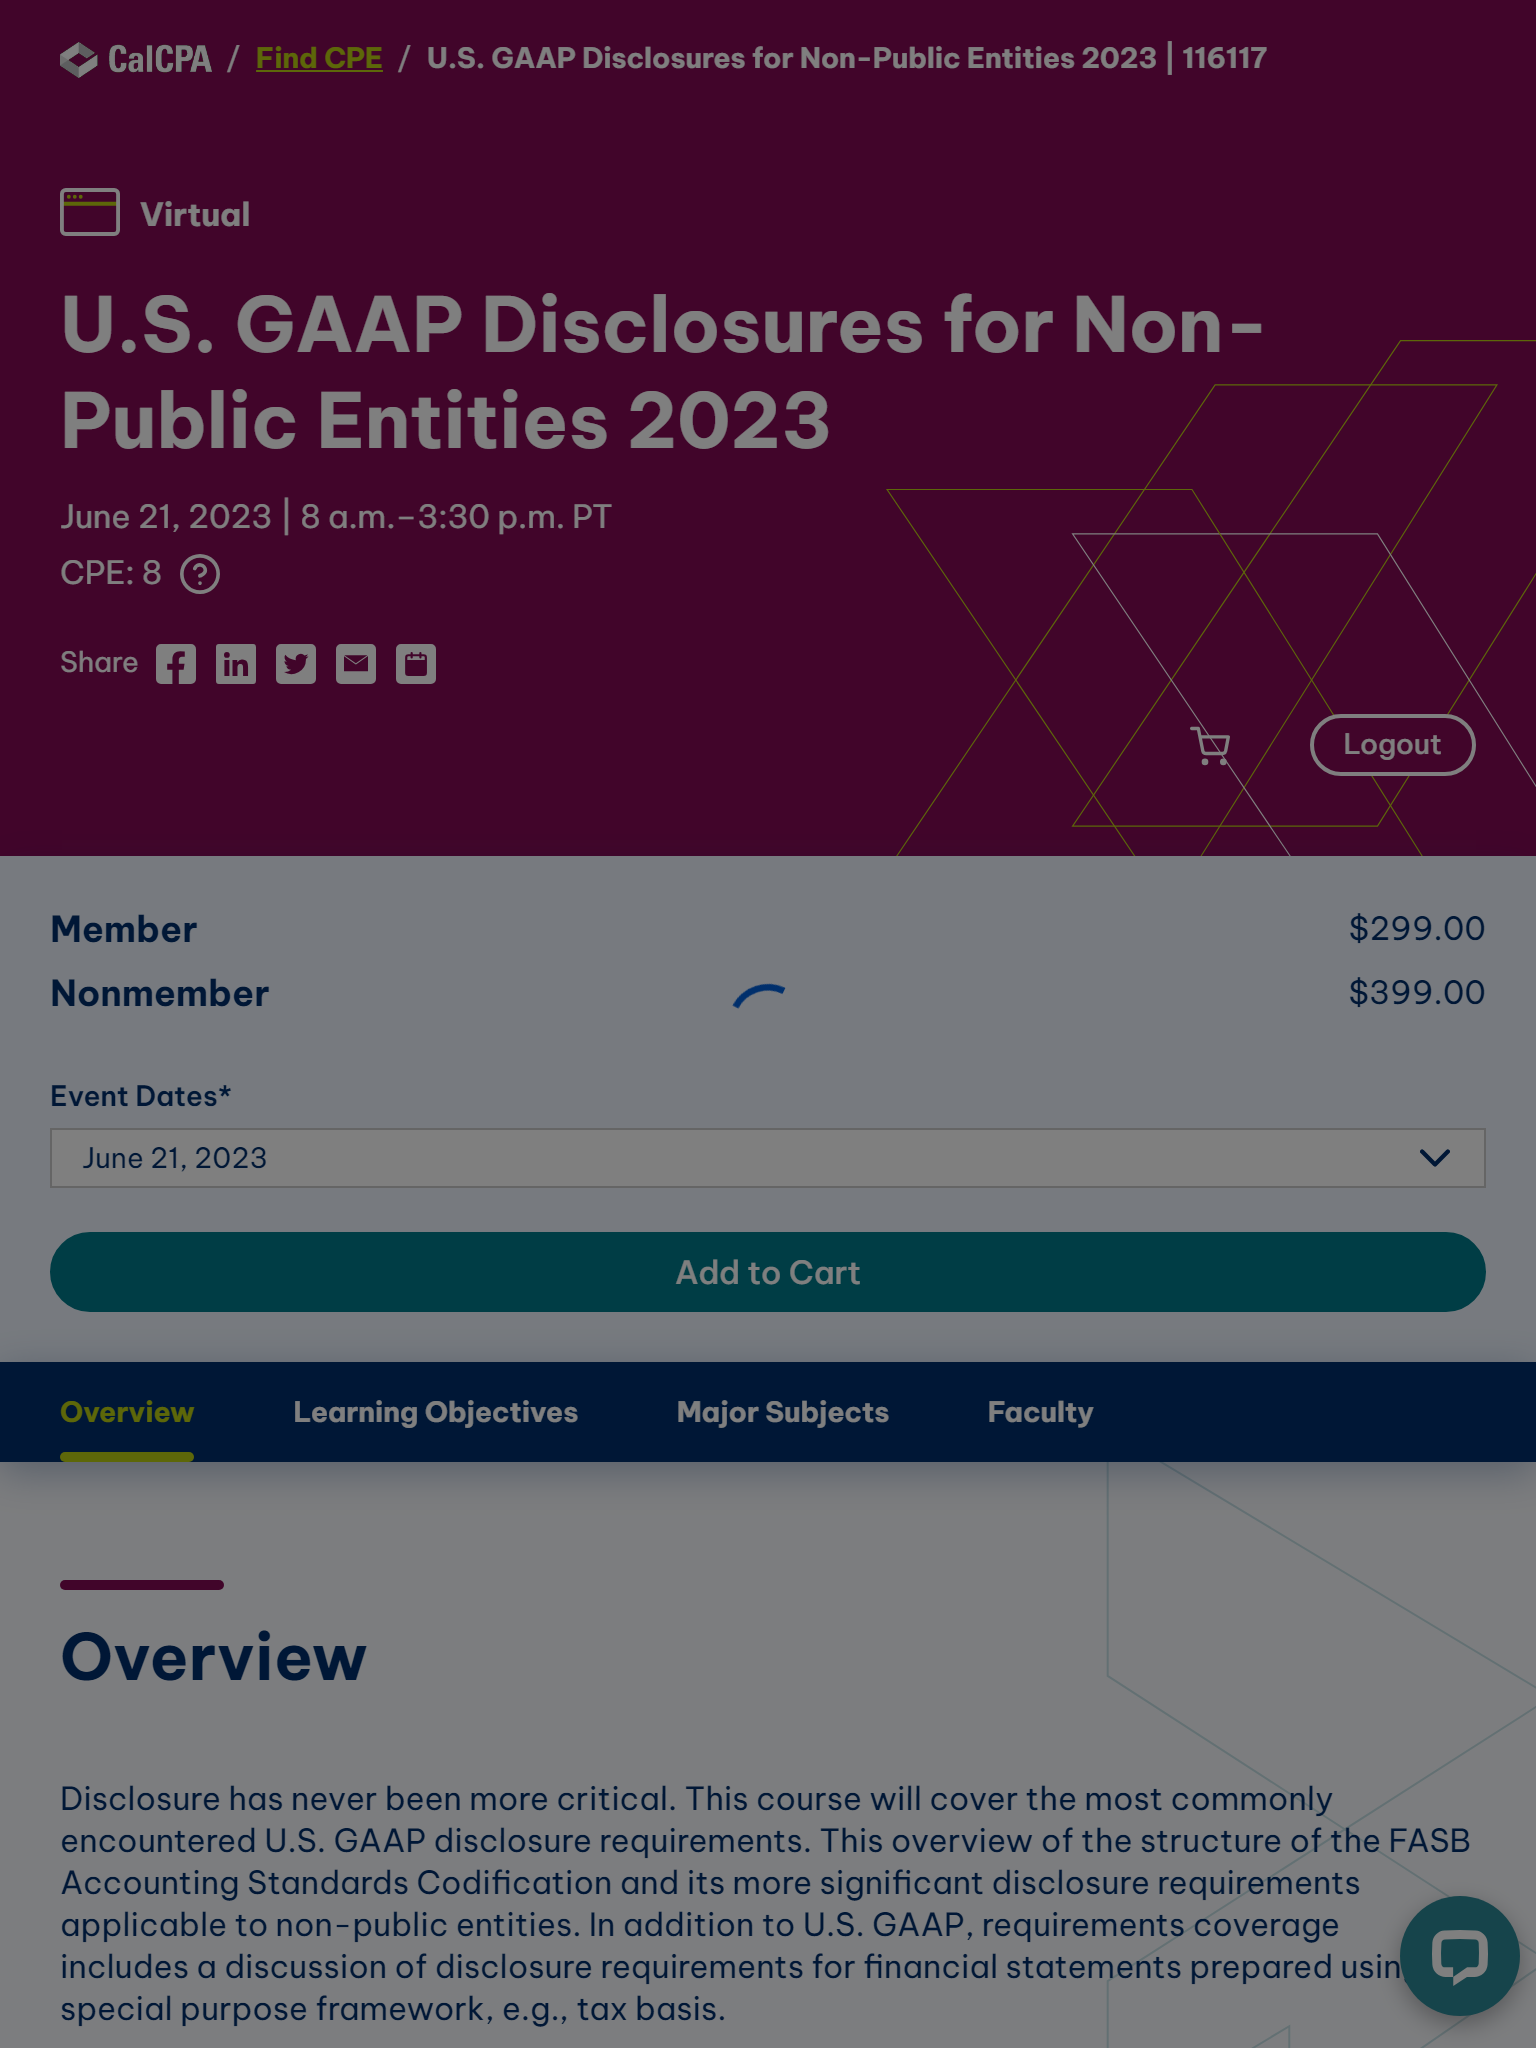 CalCPA / Find CPE / U.S. GAAP Disclosures for Non-Public Entities 2023 | 116117
Virtual
U.S. GAAP Disclosures for Non-
Public Entities 2023
June 21, 2023 | 8 a.m.–3:30 p.m. PT
CPE: 8 ?
Share
Logout
Member $299.00
Nonmember $399.00
Event Dates*
June 21, 2023
Add to Cart
Overview Learning Objectives Major Subjects Faculty
Overview
Disclosure has never been more critical. This course will cover the most commonly
encountered U.S. GAAP disclosure requirements. This overview of the structure of the FASB
Accounting Standards Codification and its more significant disclosure requirements
applicable to non-public entities. In addition to U.S. GAAP, requirements coverage
includes a discussion of disclosure requirements for financial statements prepared using
special purpose framework, e.g., tax basis.